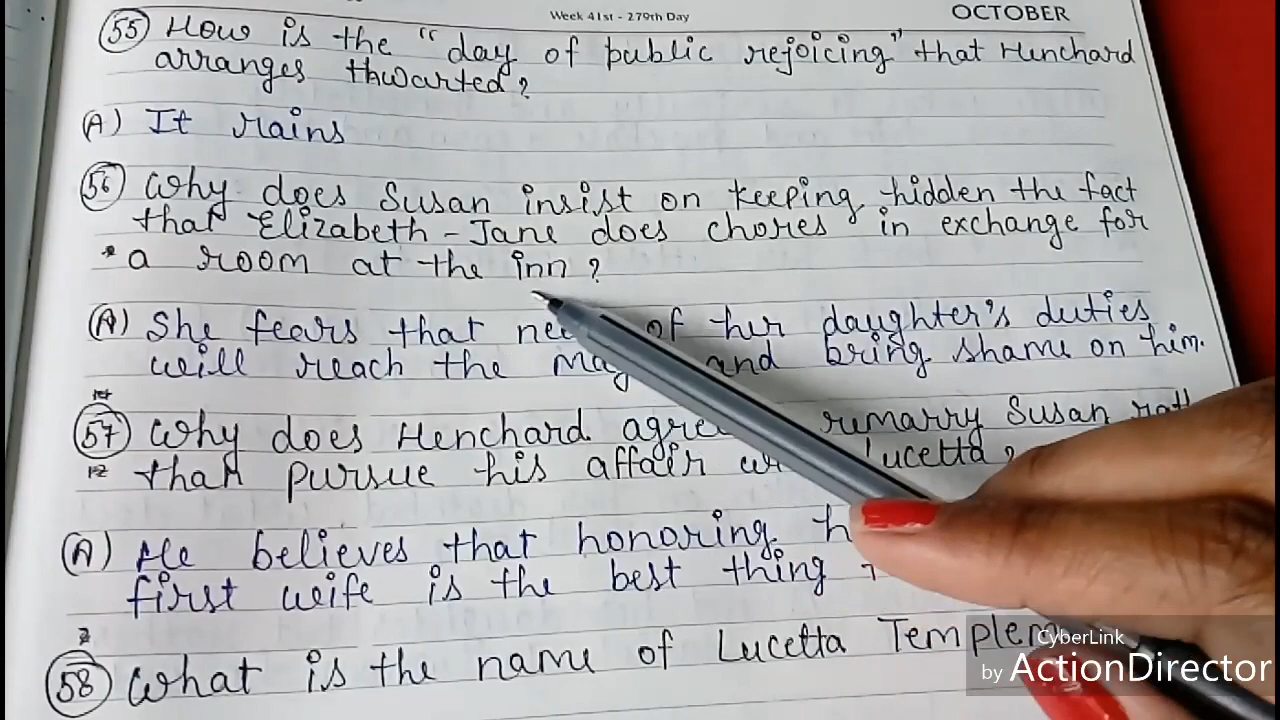 Week 41st - 279th Day
OCTOBER
55 How is the "day of public rejoicing" that Henchard
arranges thwarted?
(A) It rains
56 Why does Susan insist on keeping hidden the fact
that Elizabeth-Jane does chores in exchange for
* a room at the inn?
(A) She fears that of her daughter's duties
will reach the and bring shame on him.
57 Why does Henchard remarry Susan
than pursue his affair Lucetta?
(A) He believes that honoring
first wife is the best thing
58 What is the name of Lucetta
CyberLink
by ActionDirector